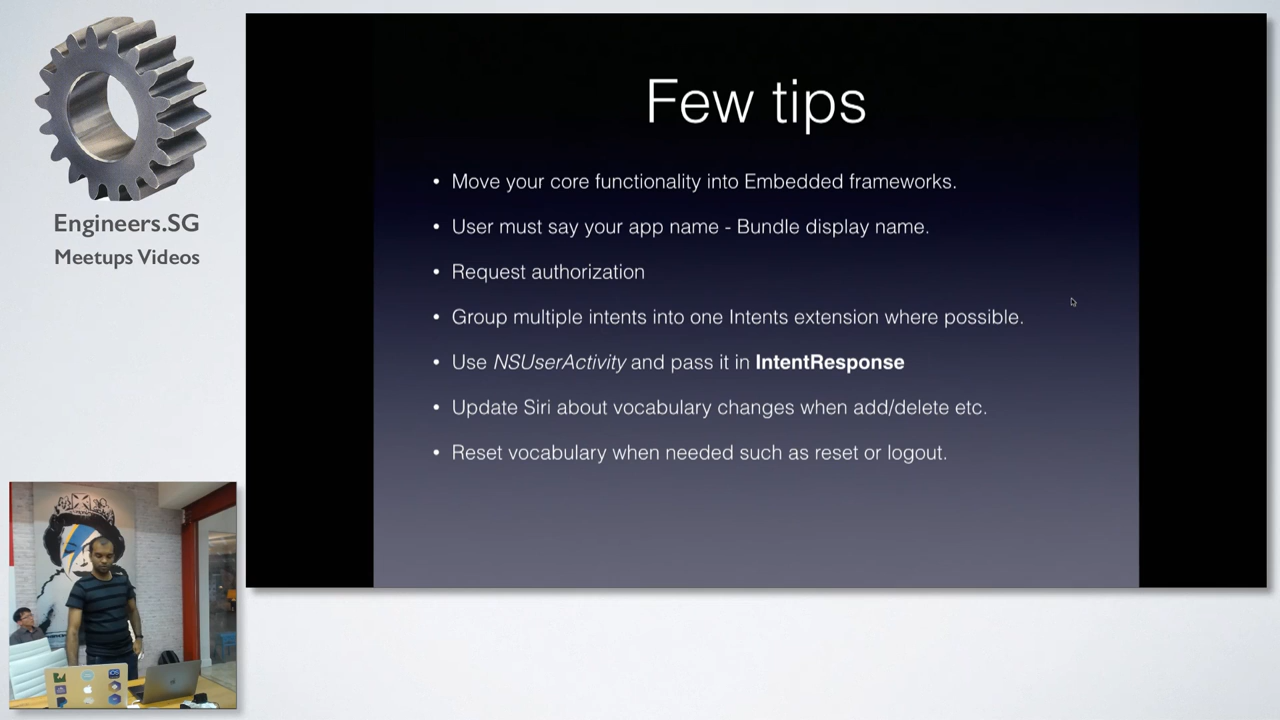 Engineers.SG
Meetups Videos
Few tips
• Move your core functionality into Embedded frameworks.
• User must say your app name - Bundle display name.
• Request authorization
• Group multiple intents into one Intents extension where possible.
• Use NSUserActivity and pass it in IntentResponse
• Update Siri about vocabulary changes when add/delete etc.
• Reset vocabulary when needed such as reset or logout.